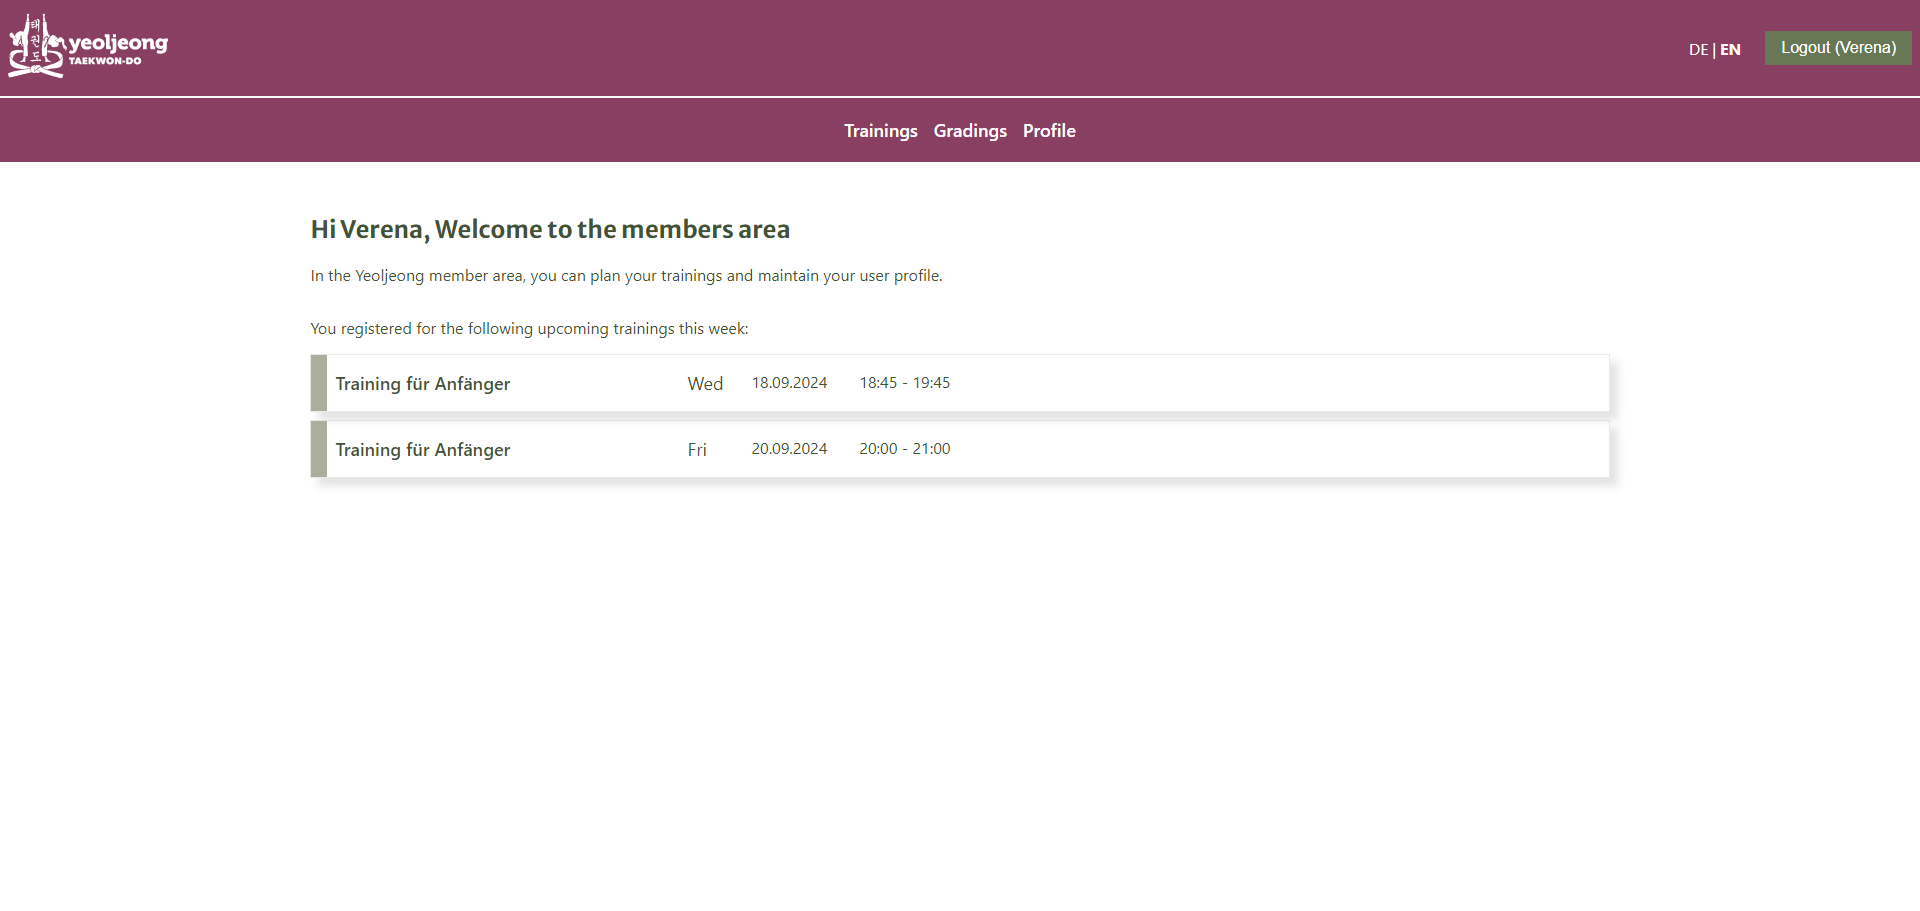 태
권
도
yeoljeong
TAEKWON-DO
DE | EN
Logout (Verena)
Trainings Gradings Profile
Hi Verena, Welcome to the members area
In the Yeoljeong member area, you can plan your trainings and maintain your user profile.
You registered for the following upcoming trainings this week:
Training für Anfänger Wed 18.09.2024 18:45 - 19:45
Training für Anfänger Fri 20.09.2024 20:00 - 21:00